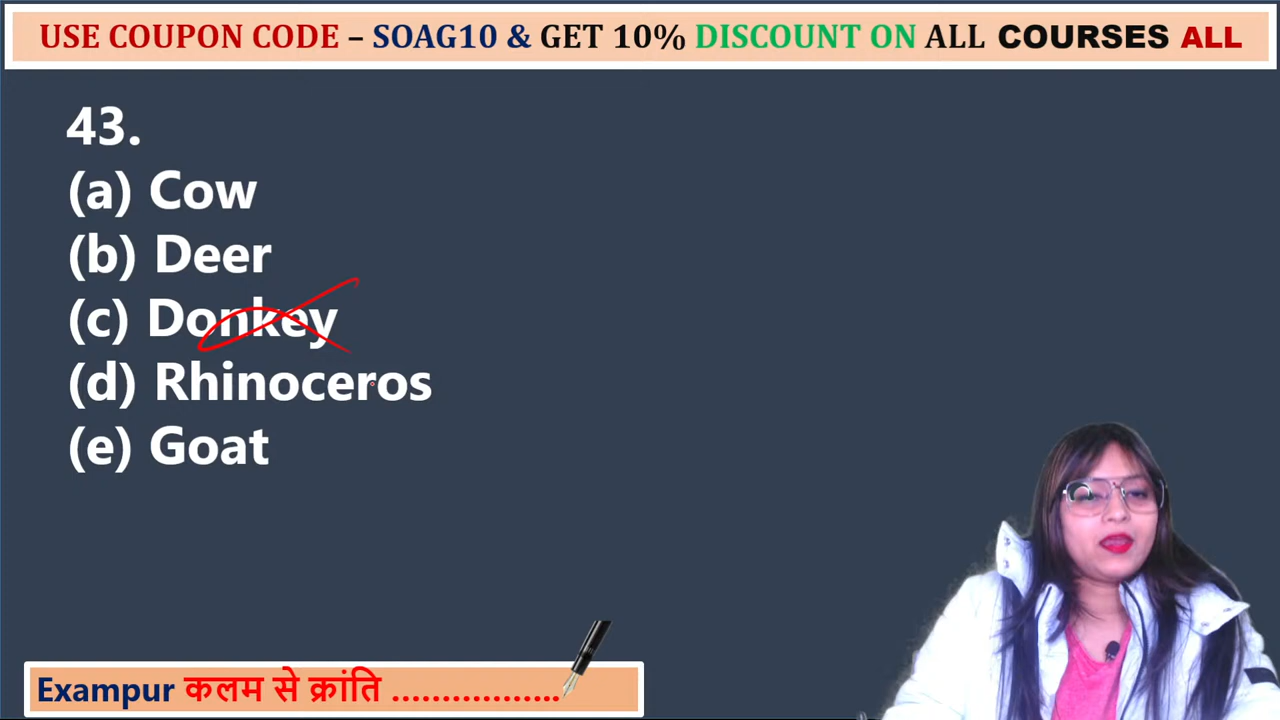 USE COUPON CODE – SOAG10 & GET 10% DISCOUNT ON ALL COURSES ALL
43.
(a) Cow
(b) Deer
(c) Donkey
(d) Rhinoceros
(e) Goat
Exampur कलम से क्रांति .................